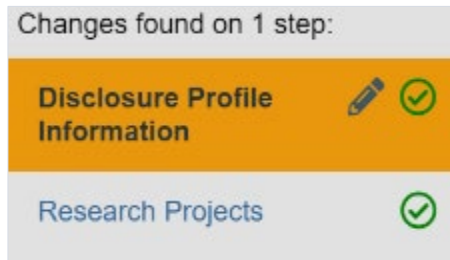 Changes found on 1 step:
Disclosure Profile
Information
Research Projects